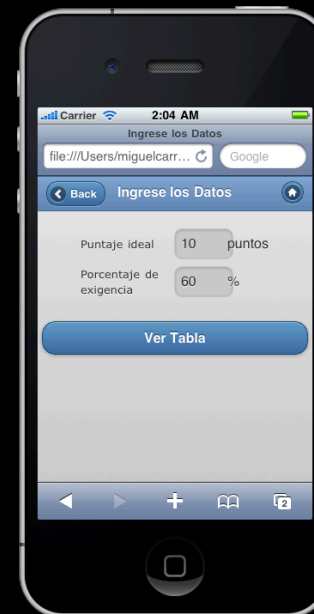 Carrier 2:04 AM
Ingrese los Datos
file:///Users/miguelcarr... Google
Back Ingrese los Datos
Puntaje ideal 10 puntos
Porcentaje de
exigencia 60 %
Ver Tabla
2